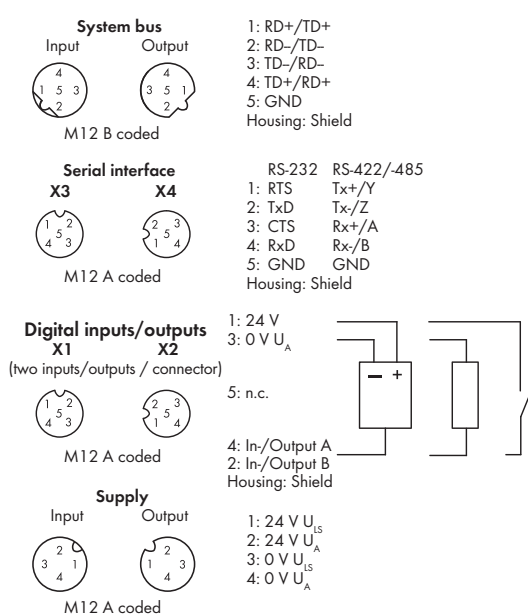 System bus
Input Output
4
1 5 3
2
4
3 5 1
2
M12 B coded
1: RD+/TD+
2: RD–/TD–
3: TD–/RD–
4: TD+/RD+
5: GND
Housing: Shield
Serial interface
X3 X4
1 2
5
4 3
2 3
5
1 4
M12 A coded
RS-232 RS-422/-485
1: RTS Tx+/Y
2: TxD Tx-/Z
3: CTS Rx+/A
4: RxD Rx-/B
5: GND GND
Housing: Shield
Digital inputs/outputs
X1 X2
(two inputs/outputs / connector)
1 2
5
4 3
2 3
5
1 4
M12 A coded
1: 24 V
3: 0 V U_A
5: n.c.
4: In-/Output A
2: In-/Output B
Housing: Shield
– +
Supply
Input Output
2
3 1
4
2
1 3
4
M12 A coded
1: 24 V U_LS
2: 24 V U_A
3: 0 V U_LS
4: 0 V U_A